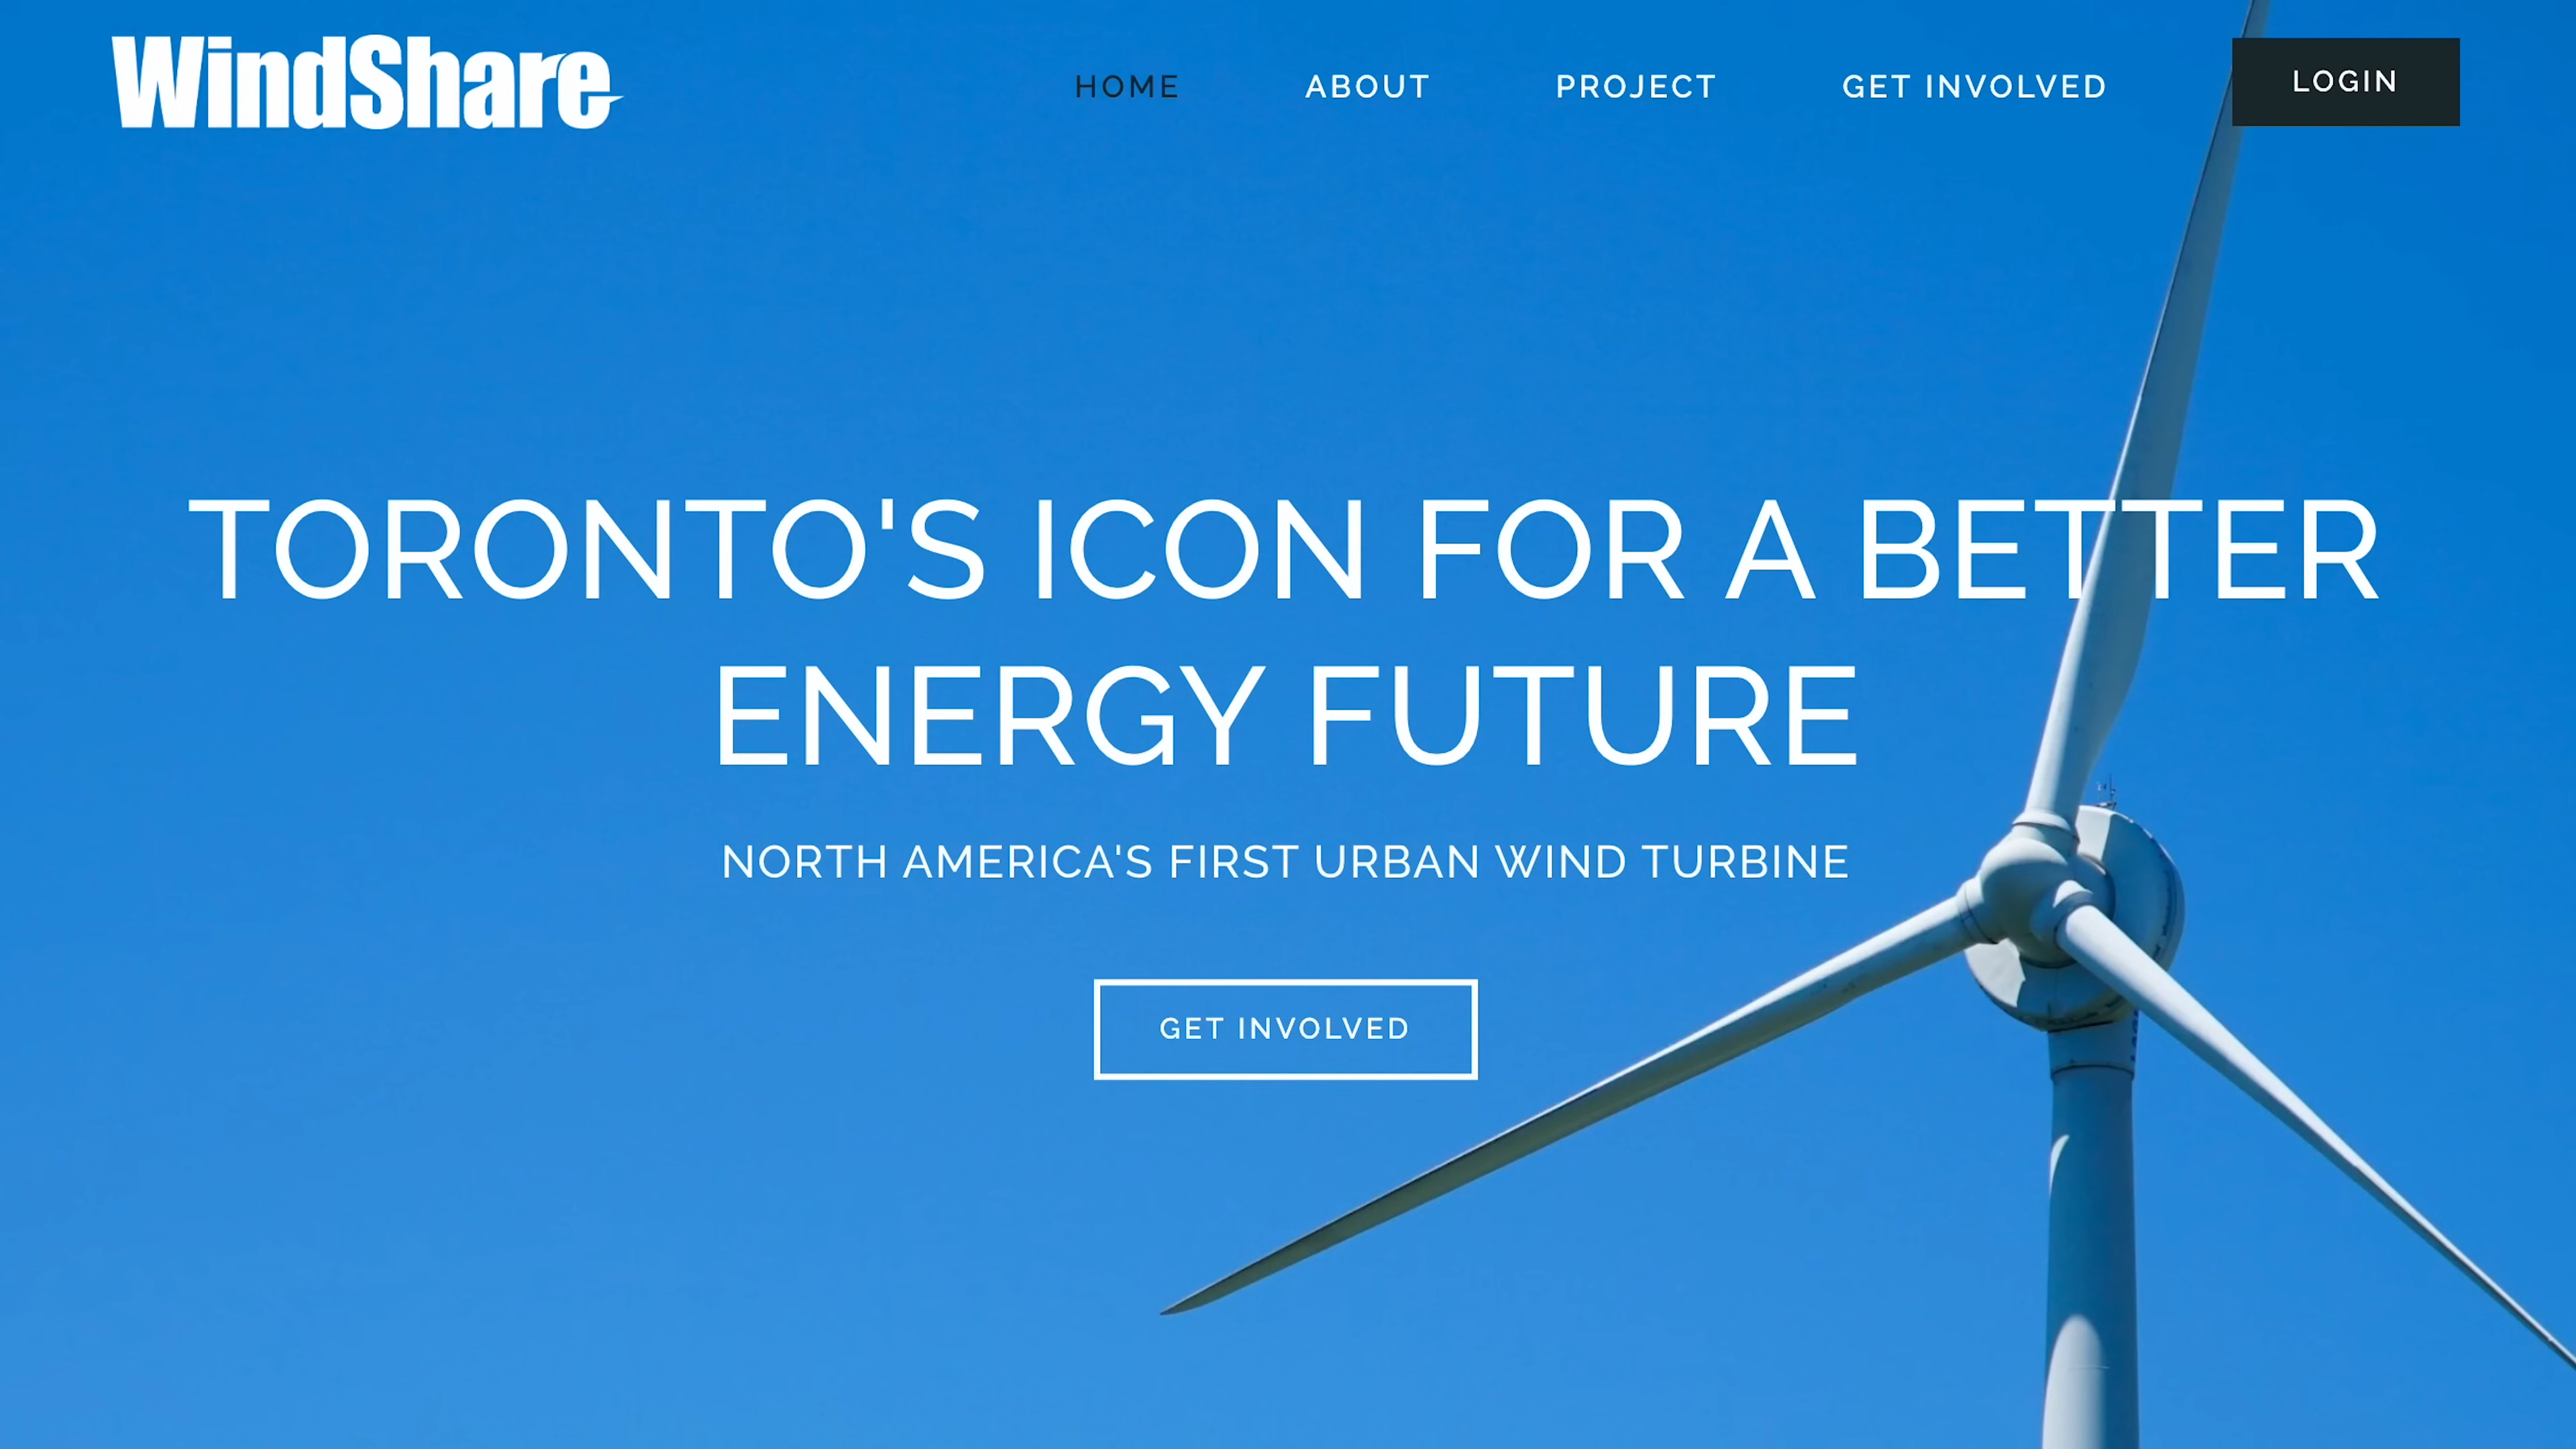 WindShare
HOME
ABOUT
PROJECT
GET INVOLVED
LOGIN
TORONTO'S ICON FOR A BETTER
ENERGY FUTURE
NORTH AMERICA'S FIRST URBAN WIND TURBINE
GET INVOLVED